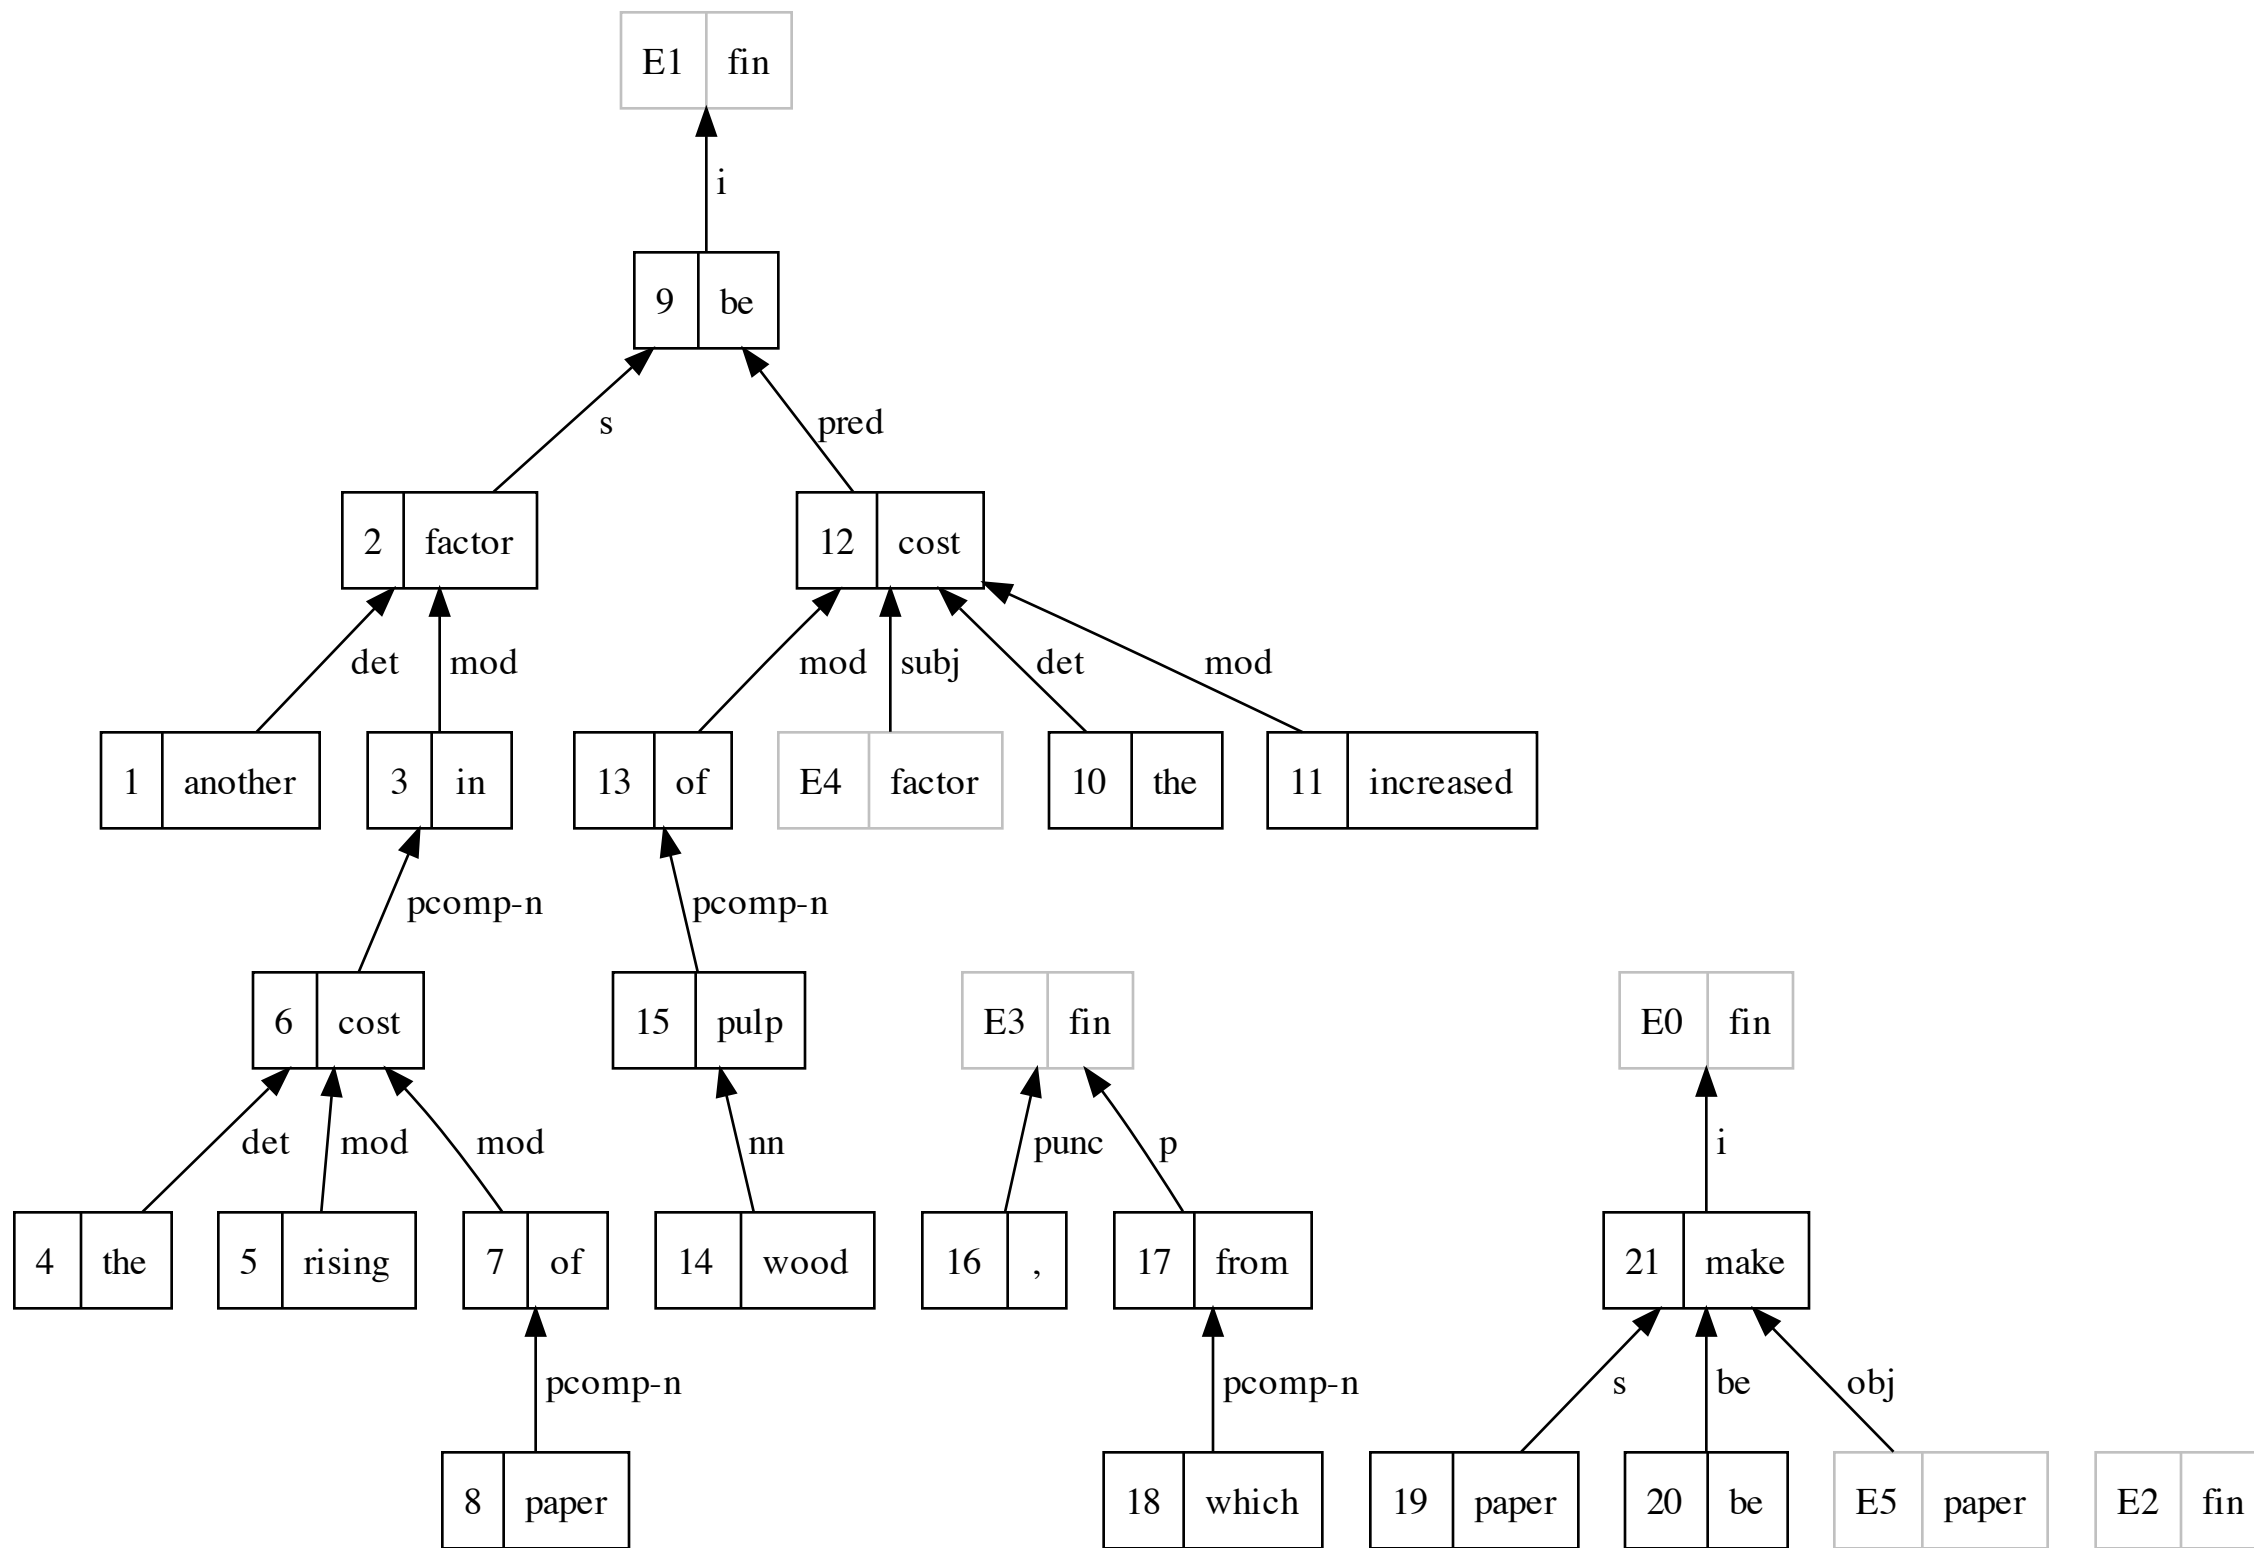 E1 fin
i
9 be
s pred
2 factor 12 cost
det mod mod subj det mod
1 another 3 in 13 of E4 factor 10 the 11 increased
pcomp-n pcomp-n
6 cost 15 pulp E3 fin E0 fin
det mod mod nn punc p i
4 the 5 rising 7 of 14 wood 16 , 17 from 21 make
pcomp-n pcomp-n s be obj
8 paper 18 which 19 paper 20 be E5 paper E2 fin